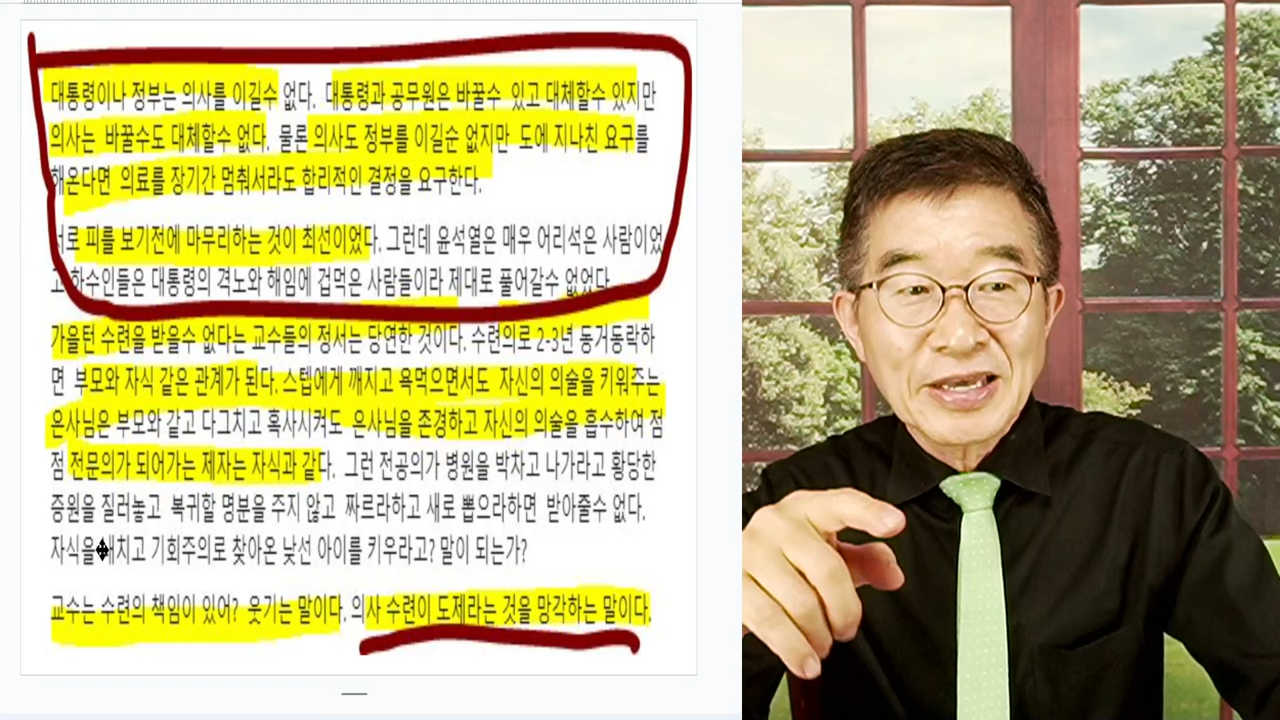 대통령이나 정부는 의사를 이길수 없다. 대통령과 공무원은 바꿀수 있고 대체할수 있지만
의사는 바꿀수도 대체할수 없다. 물론 의사도 정부를 이길순 없지만 도에 지나친 요구를
해온다면 의료를 장기간 멈춰서라도 합리적인 결정을 요구한다.
서로 피를 보기전에 마무리하는 것이 최선이었다. 그런데 윤석열은 매우 어리석은 사람이었
고 하수인들은 대통령의 격노와 해임에 겁먹은 사람들이라 제대로 풀어갈수 없었다.
가을턴 수련을 받을수 없다는 교수들의 정서는 당연한 것이다. 수련의로 2-3년 동거동락하
면 부모와 자식 같은 관계가 된다. 스텝에게 깨지고 욕먹으면서도 자신의 의술을 키워주는
은사님은 부모와 같고 다그치고 혹사시켜도 은사님을 존경하고 자신의 의술을 흡수하여 점
점 전문의가 되어가는 제자는 자식과 같다. 그런 전공의가 병원을 박차고 나가라고 황당한
증원을 질러놓고 복귀할 명분을 주지 않고 짜르라하고 새로 뽑으라하면 받아줄수 없다.
자식을 기회주의로 찾아온 낯선 아이를 키우라고? 말이 되는가?
교수는 수련의 책임이 있어? 웃기는 말이다. 의사 수련이 도제라는 것을 망각하는 말이다.